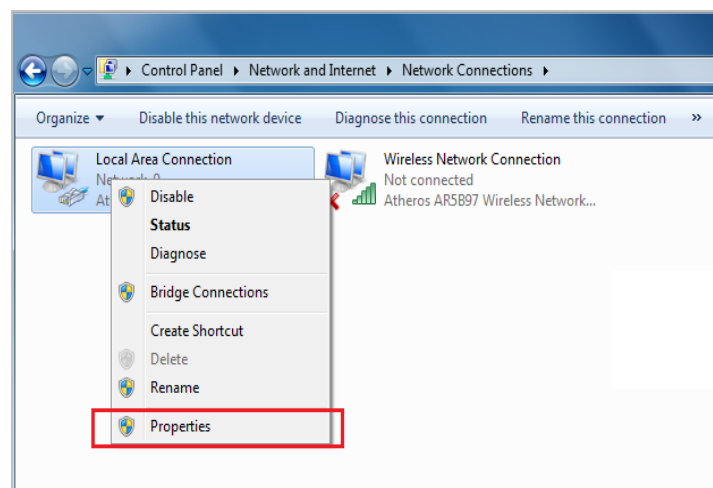 Control Panel ▸ Network and Internet ▸ Network Connections ▸
Organize ▾ Disable this network device Diagnose this connection Rename this connection »
Local Area Connection
Wireless Network Connection
Not connected
Atheros AR5B97 Wireless Network...
Disable
Status
Diagnose
Bridge Connections
Create Shortcut
Delete
Rename
Properties